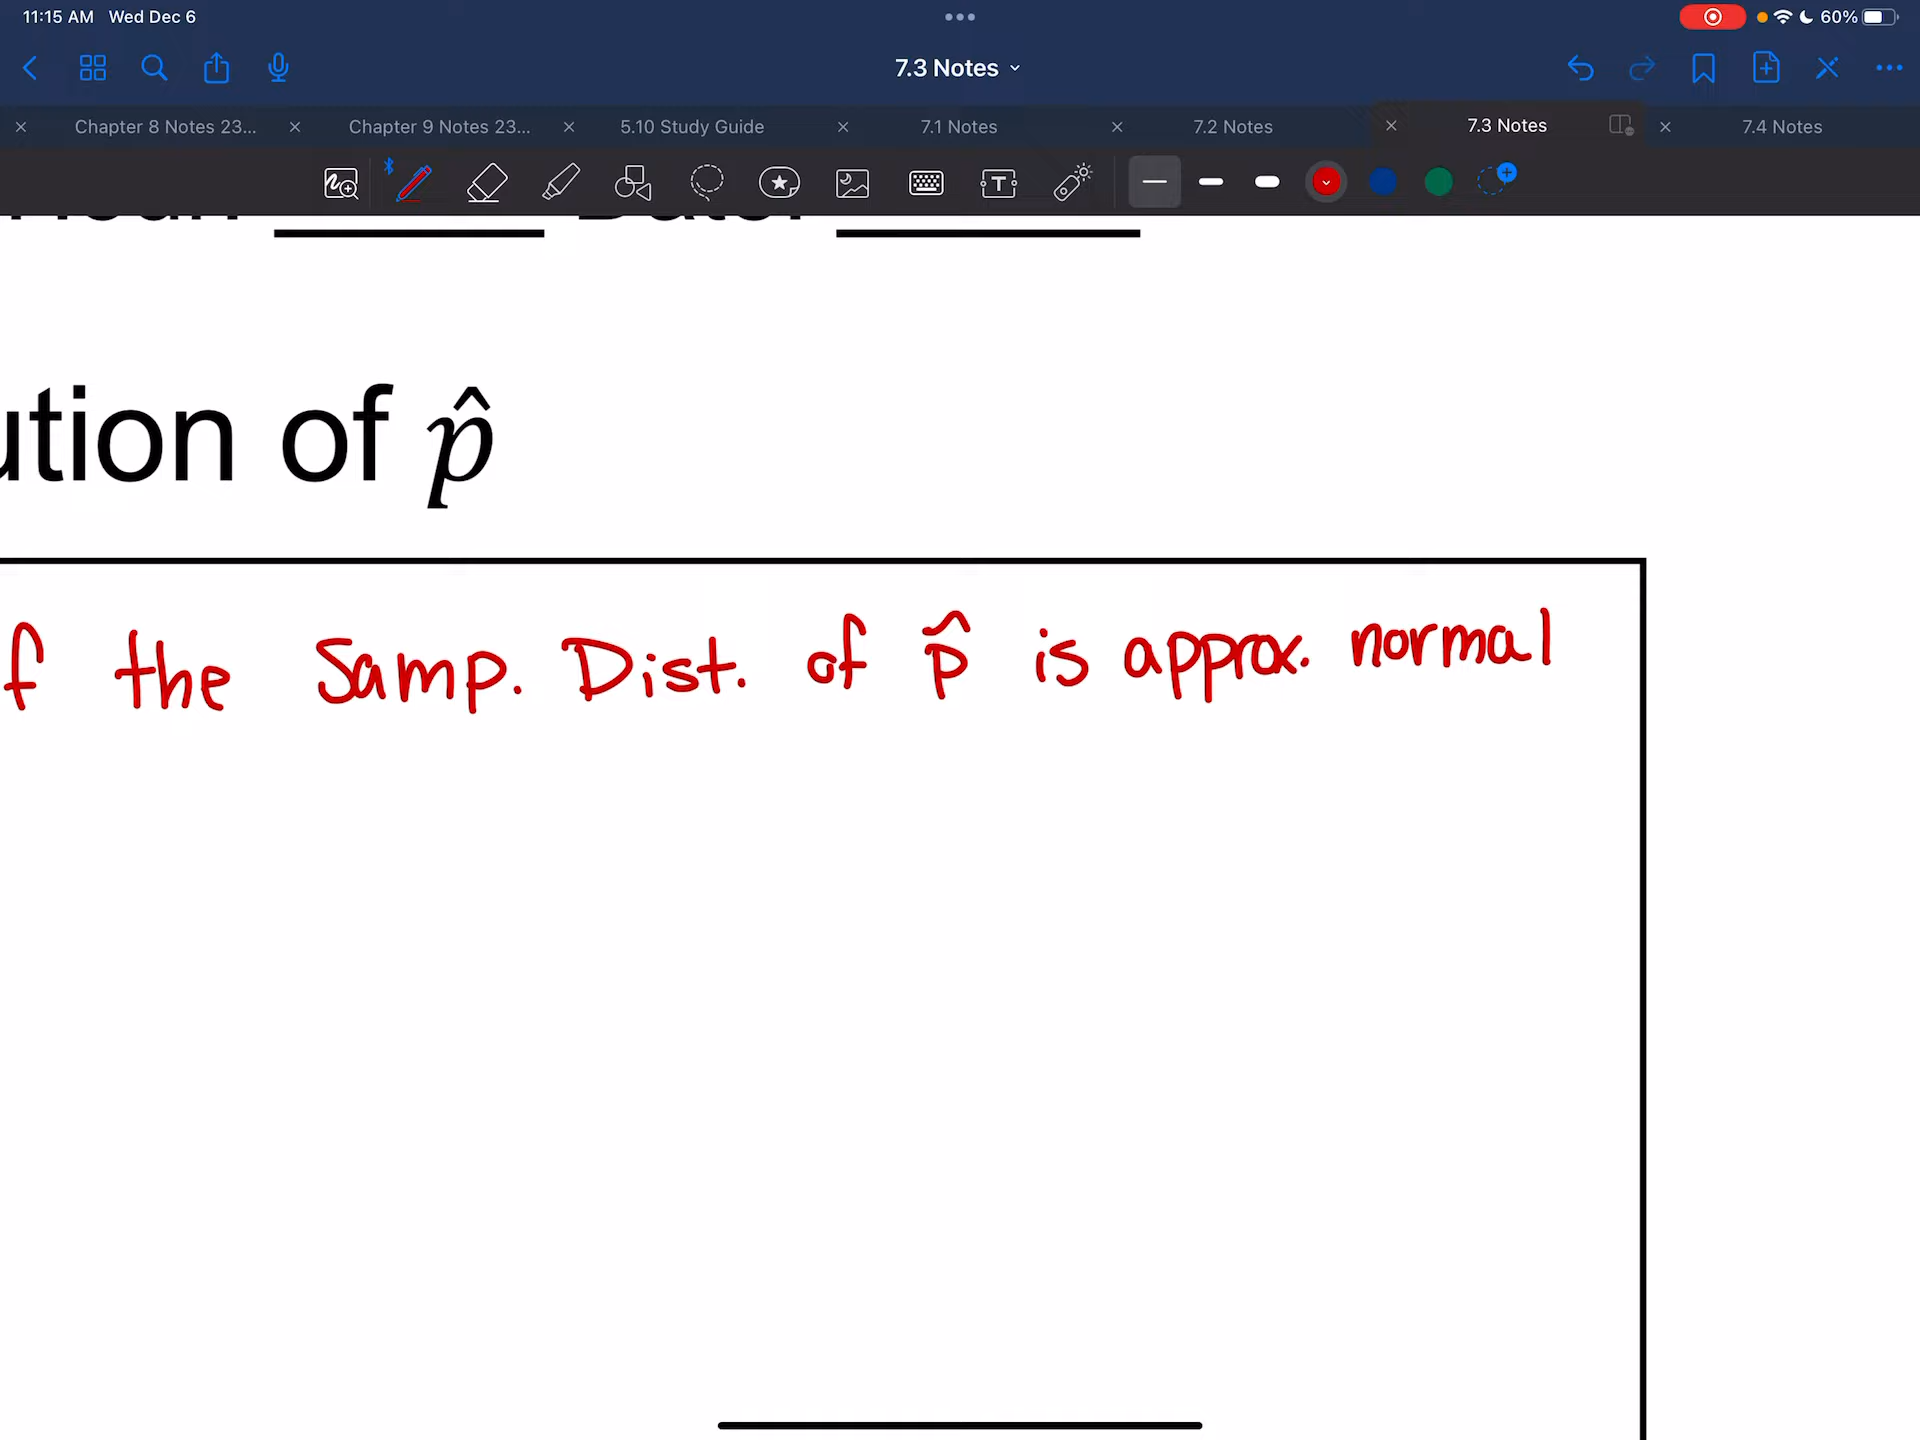 11:15 AM Wed Dec 6
60%
7.3 Notes
Chapter 8 Notes 23...
Chapter 9 Notes 23...
5.10 Study Guide
7.1 Notes
7.2 Notes
7.3 Notes
7.4 Notes
T
ution of p̂
f the Samp. Dist. of p̂ is approx. normal